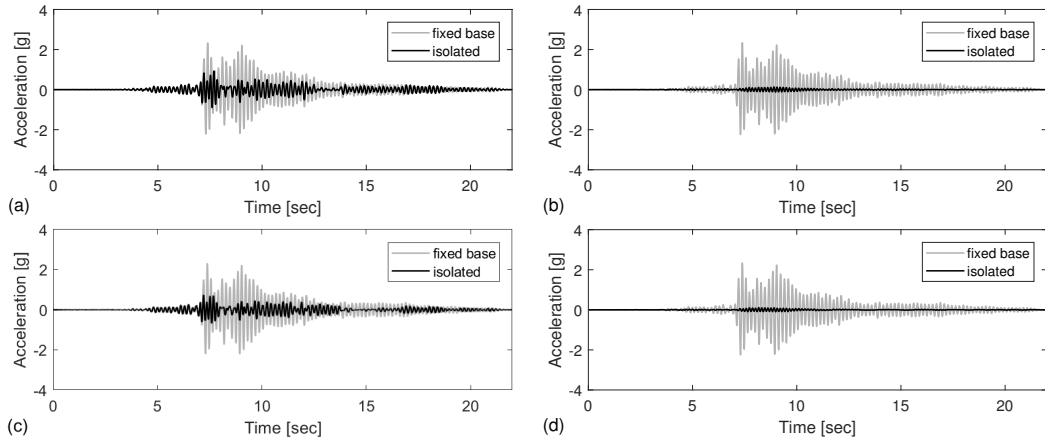 4
2
0
-2
-4
Acceleration [g]
fixed base
isolated
0 5 10 15 20
Time [sec]
(a)
4
2
0
-2
-4
Acceleration [g]
fixed base
isolated
0 5 10 15 20
Time [sec]
(b)
4
2
0
-2
-4
Acceleration [g]
fixed base
isolated
0 5 10 15 20
Time [sec]
(c)
4
2
0
-2
-4
Acceleration [g]
fixed base
isolated
0 5 10 15 20
Time [sec]
(d)